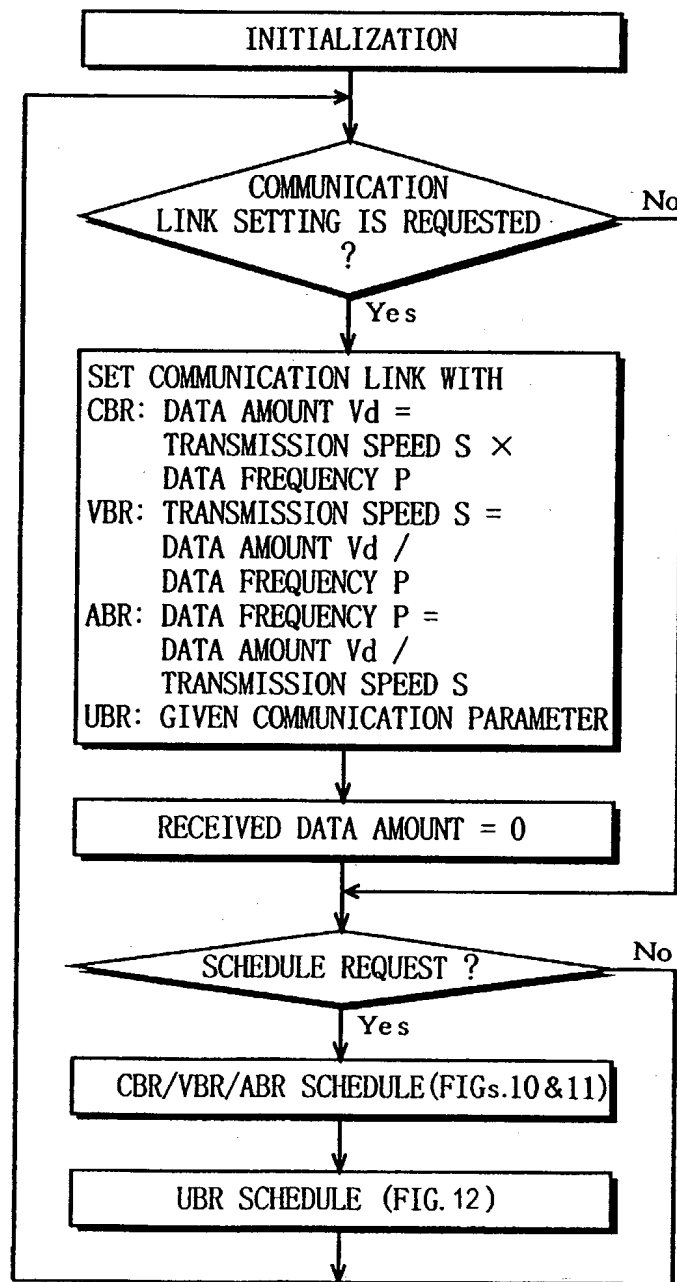 INITIALIZATION
COMMUNICATION
LINK SETTING IS REQUESTED
?
No
Yes
SET COMMUNICATION LINK WITH
CBR: DATA AMOUNT Vd =
TRANSMISSION SPEED S ×
DATA FREQUENCY P
VBR: TRANSMISSION SPEED S =
DATA AMOUNT Vd /
DATA FREQUENCY P
ABR: DATA FREQUENCY P =
DATA AMOUNT Vd /
TRANSMISSION SPEED S
UBR: GIVEN COMMUNICATION PARAMETER
RECEIVED DATA AMOUNT = 0
SCHEDULE REQUEST ?
No
Yes
CBR/VBR/ABR SCHEDULE(FIGs.10&11)
UBR SCHEDULE (FIG.12)